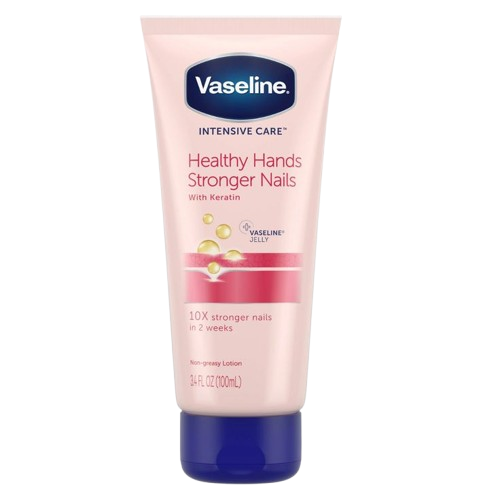 Vaseline.
INTENSIVE CARE™
Healthy Hands
Stronger Nails
With Keratin
VASELINE®
JELLY
10X stronger nails
in 2 weeks
Non-greasy Lotion
3.4 FL OZ (100mL)